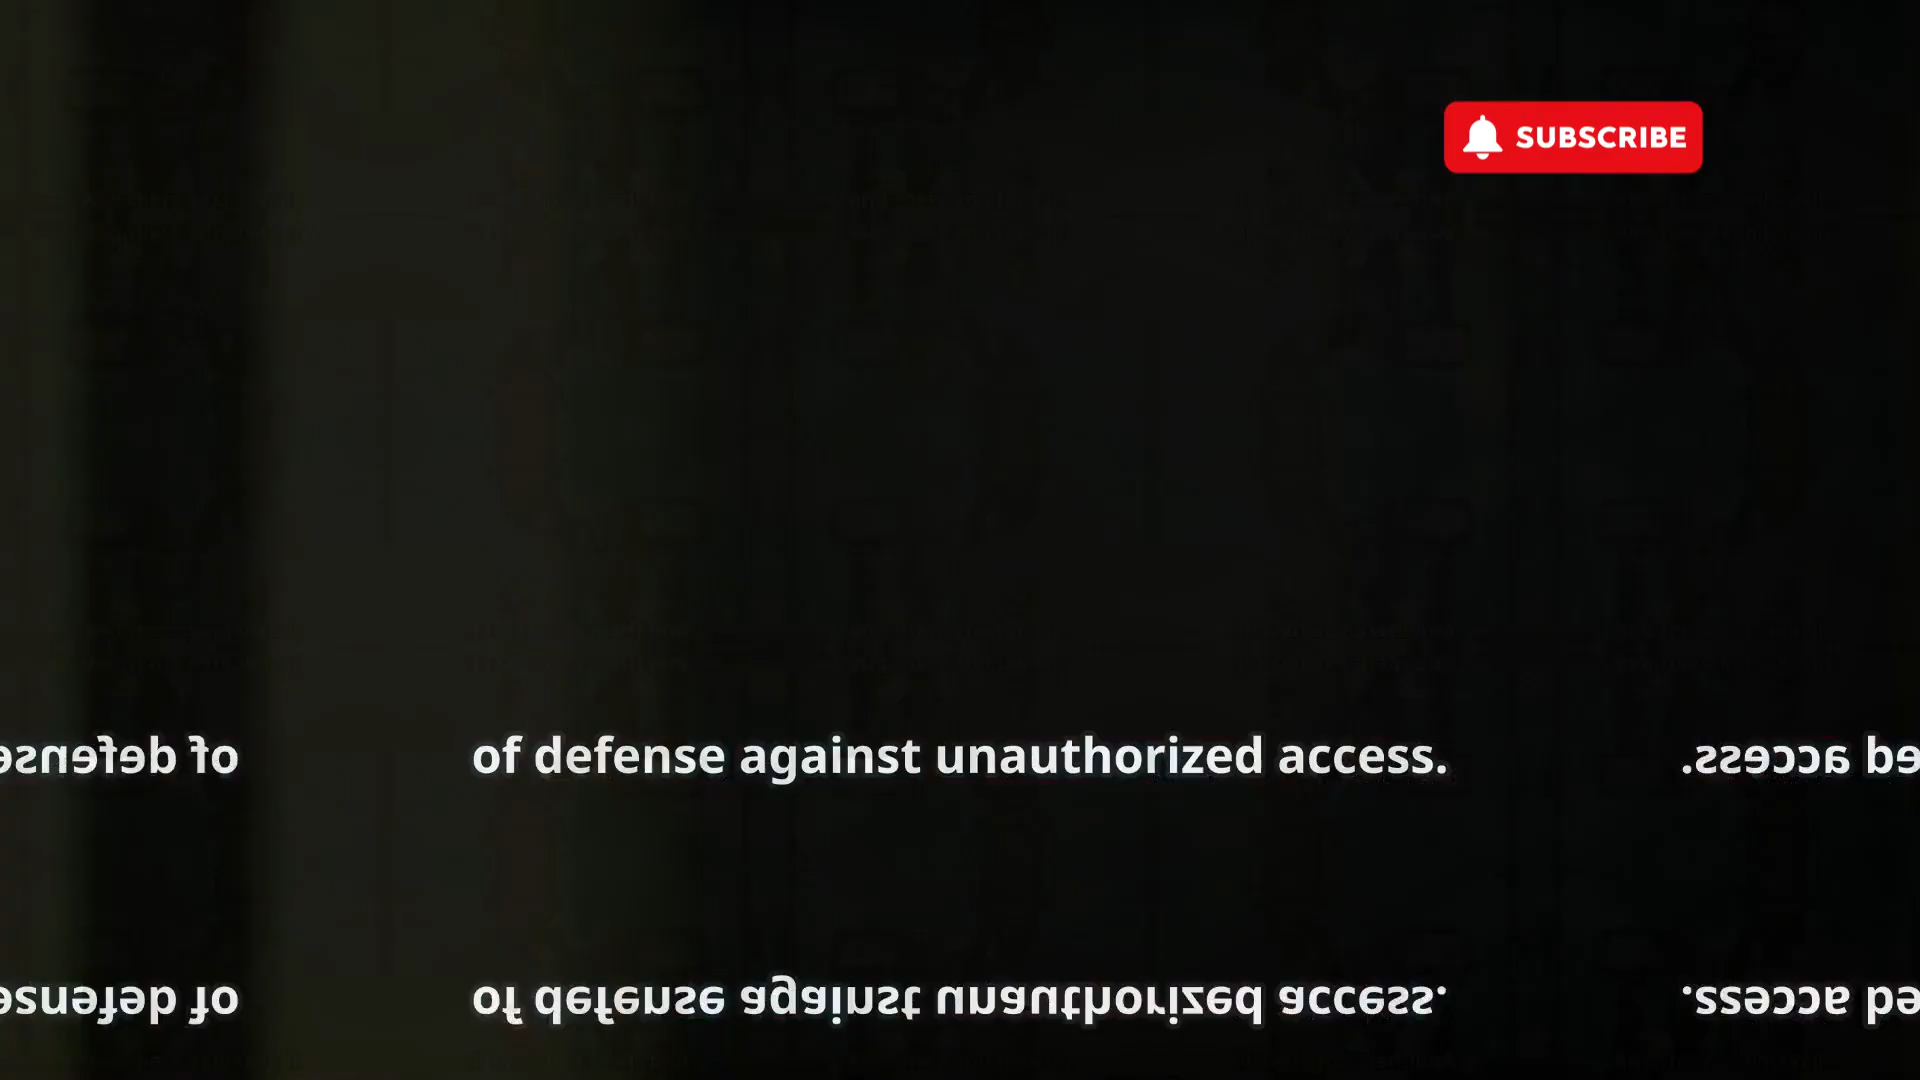 SUBSCRIBE
of defense of defense against unauthorized access. ed access.
of defense of defense against unauthorized access. ed access.